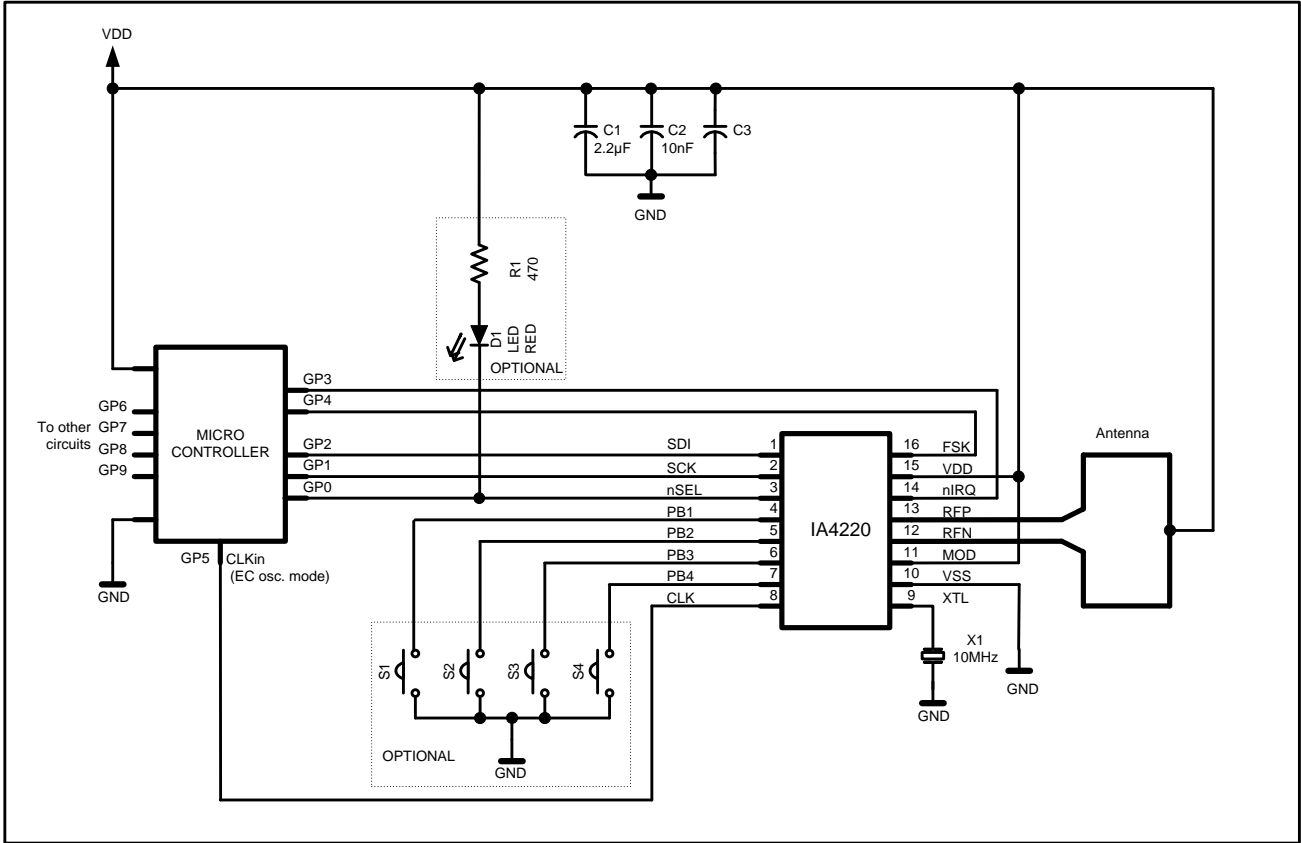 VDD
C1
2.2µF
C2
10nF
C3
GND
R1
470
D1
LED
RED
OPTIONAL
GP3
GP4
GP6
To other
circuits
GP7
GP8
GP9
MICRO
CONTROLLER
GP2
GP1
GP0
GP5
CLKin
(EC osc. mode)
GND
SDI
SCK
nSEL
PB1
PB2
PB3
PB4
CLK
1
2
3
4
5
6
7
8
IA4220
16
15
14
13
12
11
10
9
FSK
VDD
nIRQ
RFP
RFN
MOD
VSS
XTL
Antenna
X1
10MHz
GND
GND
S1
S2
S3
S4
OPTIONAL
GND